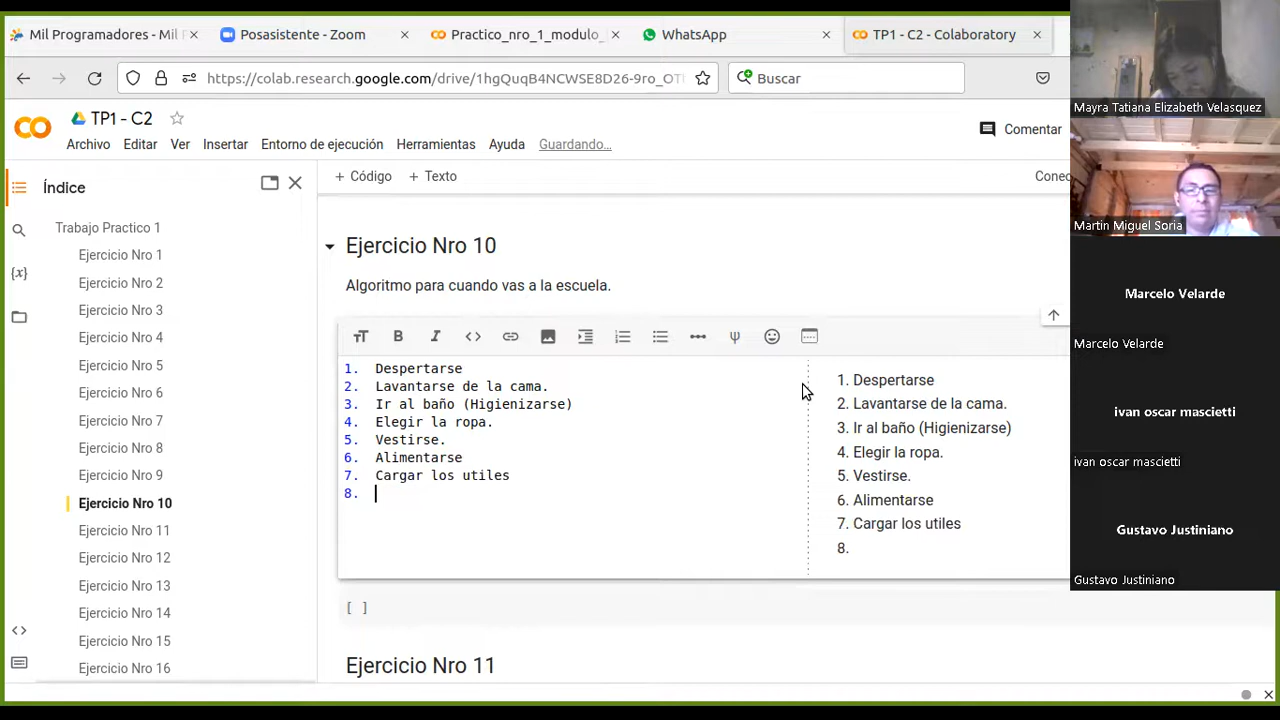 Mil Programadores - Mil F
Posasistente - Zoom
Practico_nro_1_modulo_
WhatsApp
TP1 - C2 - Colaboratory
https://colab.research.google.com/drive/1hgQuqB4NCWSE8D26-9ro_OTI
Buscar
TP1 - C2
Archivo Editar Ver Insertar Entorno de ejecución Herramientas Ayuda Guardando...
Comentar
Índice
+ Código + Texto
Conec
Trabajo Practico 1
Ejercicio Nro 1
Ejercicio Nro 2
Ejercicio Nro 3
Ejercicio Nro 4
Ejercicio Nro 5
Ejercicio Nro 6
Ejercicio Nro 7
Ejercicio Nro 8
Ejercicio Nro 9
Ejercicio Nro 10
Ejercicio Nro 11
Ejercicio Nro 12
Ejercicio Nro 13
Ejercicio Nro 14
Ejercicio Nro 15
Ejercicio Nro 16
Ejercicio Nro 10
Algoritmo para cuando vas a la escuela.
1. Despertarse
2. Lavantarse de la cama.
3. Ir al baño (Higienizarse)
4. Elegir la ropa.
5. Vestirse.
6. Alimentarse
7. Cargar los utiles
8.
1. Despertarse
2. Lavantarse de la cama.
3. Ir al baño (Higienizarse)
4. Elegir la ropa.
5. Vestirse.
6. Alimentarse
7. Cargar los utiles
8.
[ ]
Ejercicio Nro 11
Mayra Tatiana Elizabeth Velasquez
Martin Miguel Soria
Marcelo Velarde
Marcelo Velarde
ivan oscar mascietti
ivan oscar mascietti
Gustavo Justiniano
Gustavo Justiniano